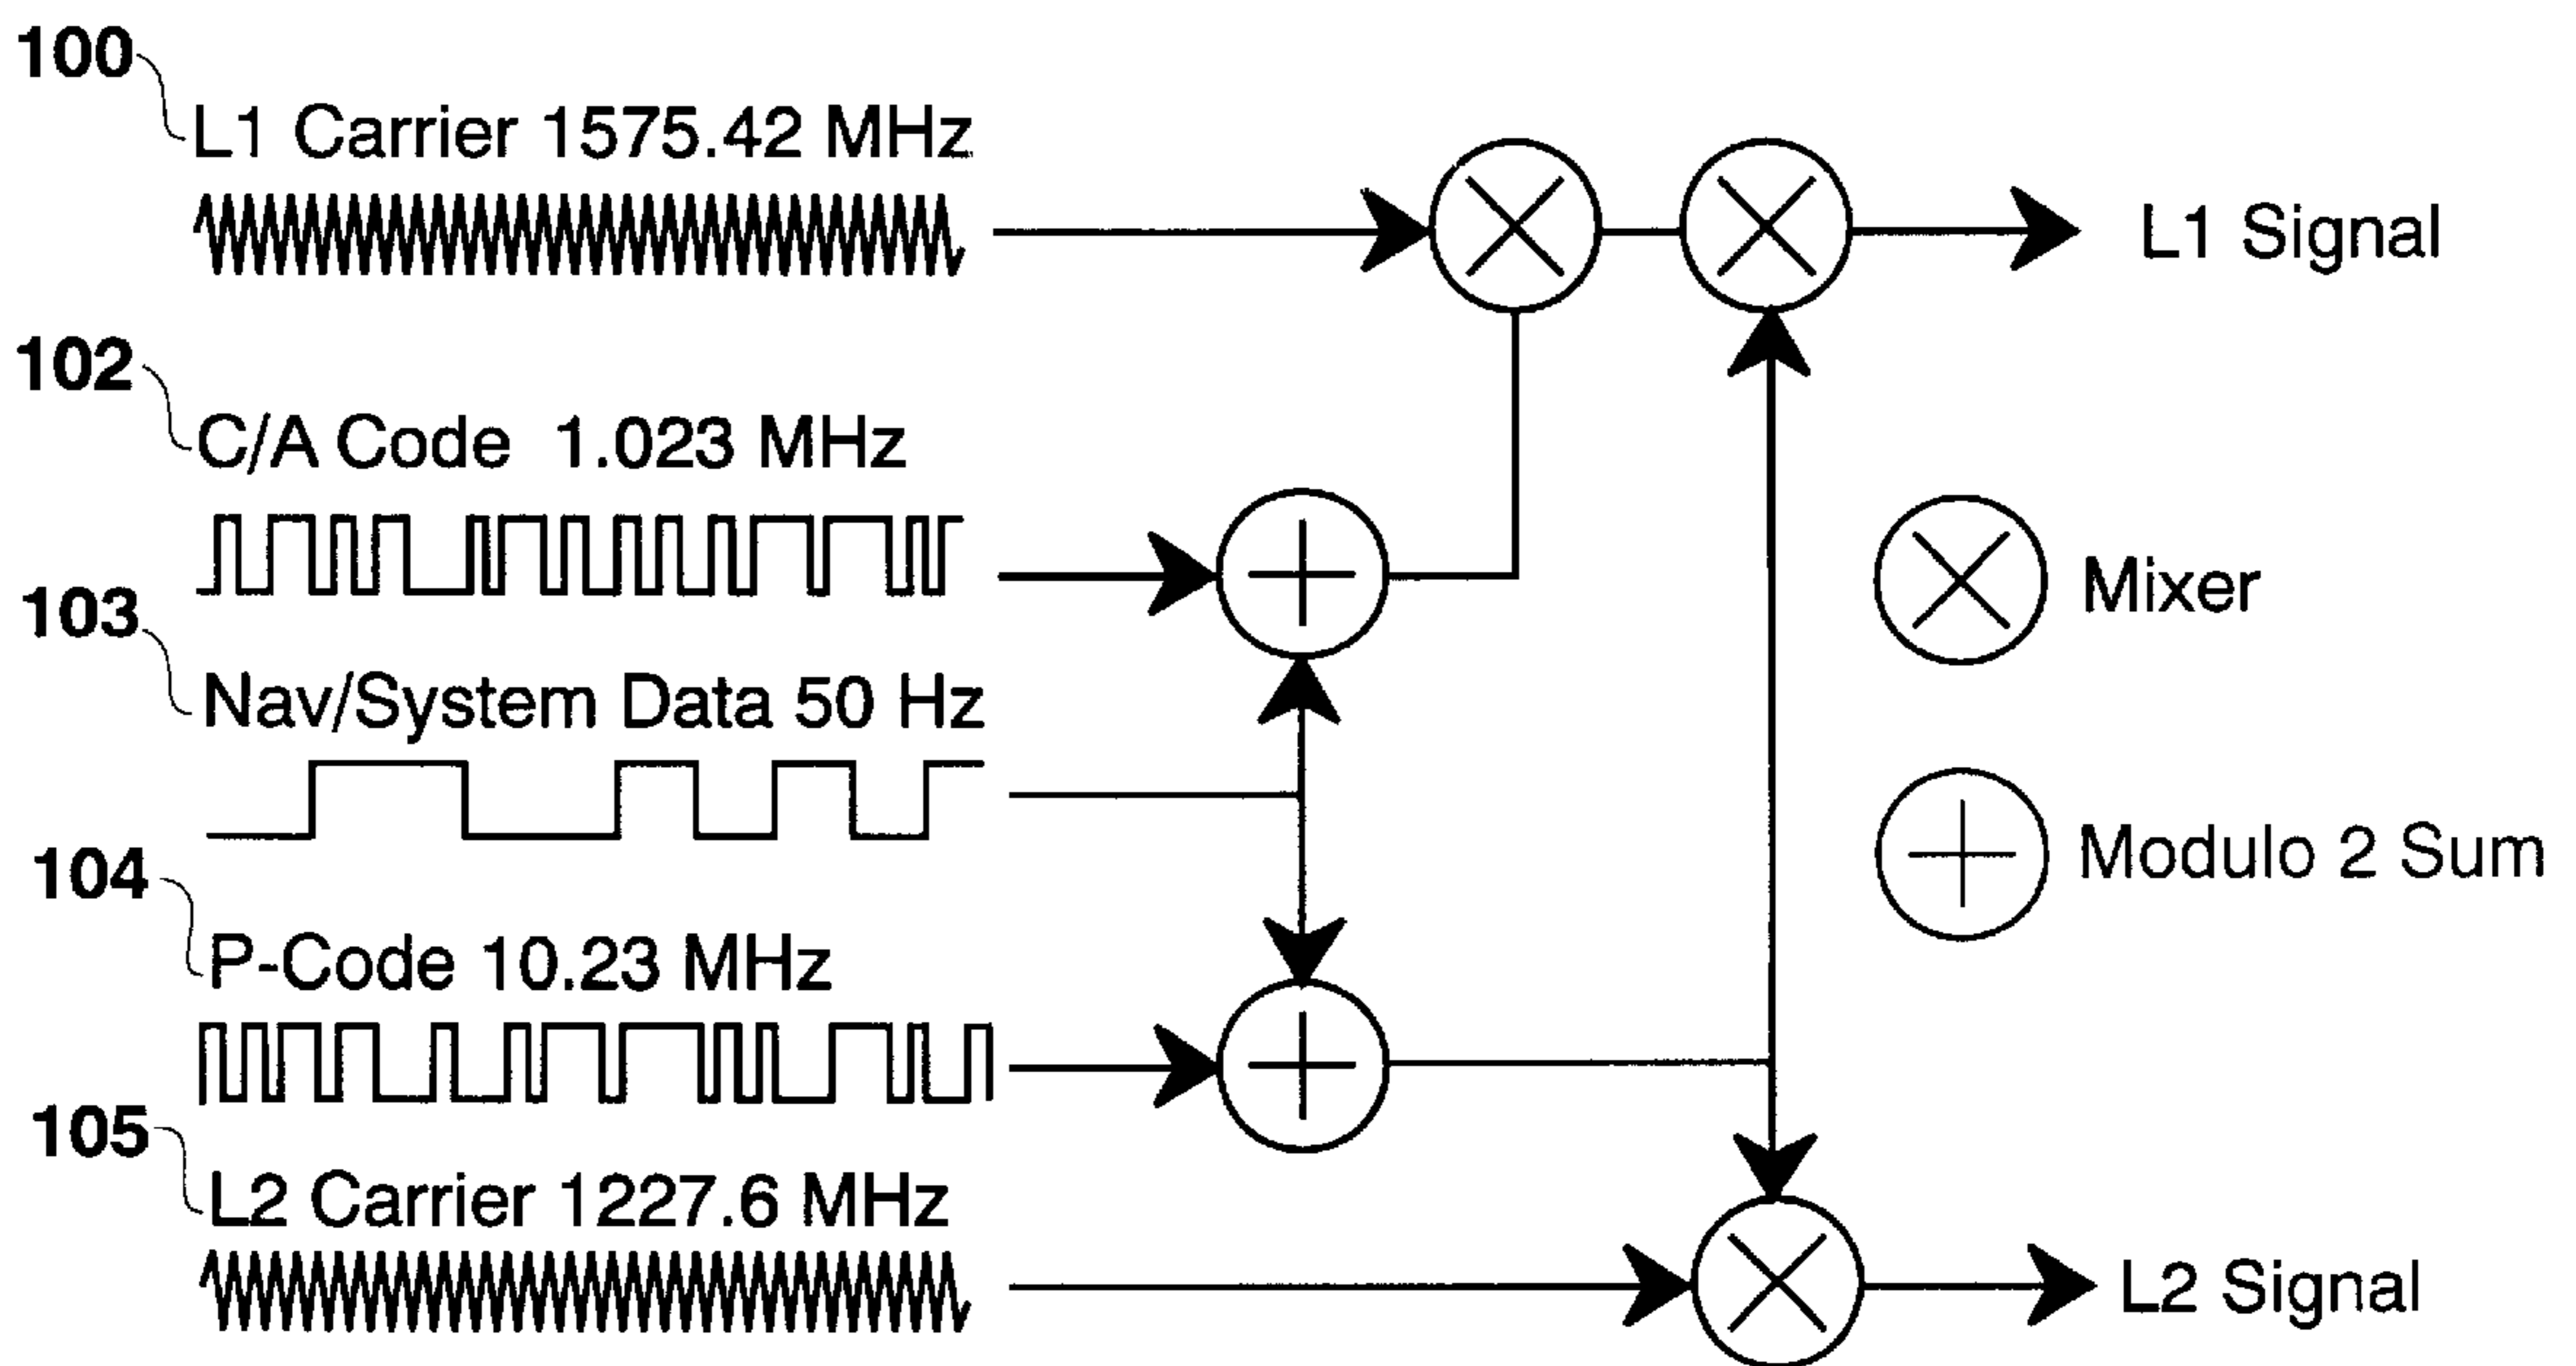 100
L1 Carrier 1575.42 MHz
L1 Signal
102
C/A Code 1.023 MHz
103
Mixer
Nav/System Data 50 Hz
104
Modulo 2 Sum
P-Code 10.23 MHz
105
L2 Carrier 1227.6 MHz
L2 Signal